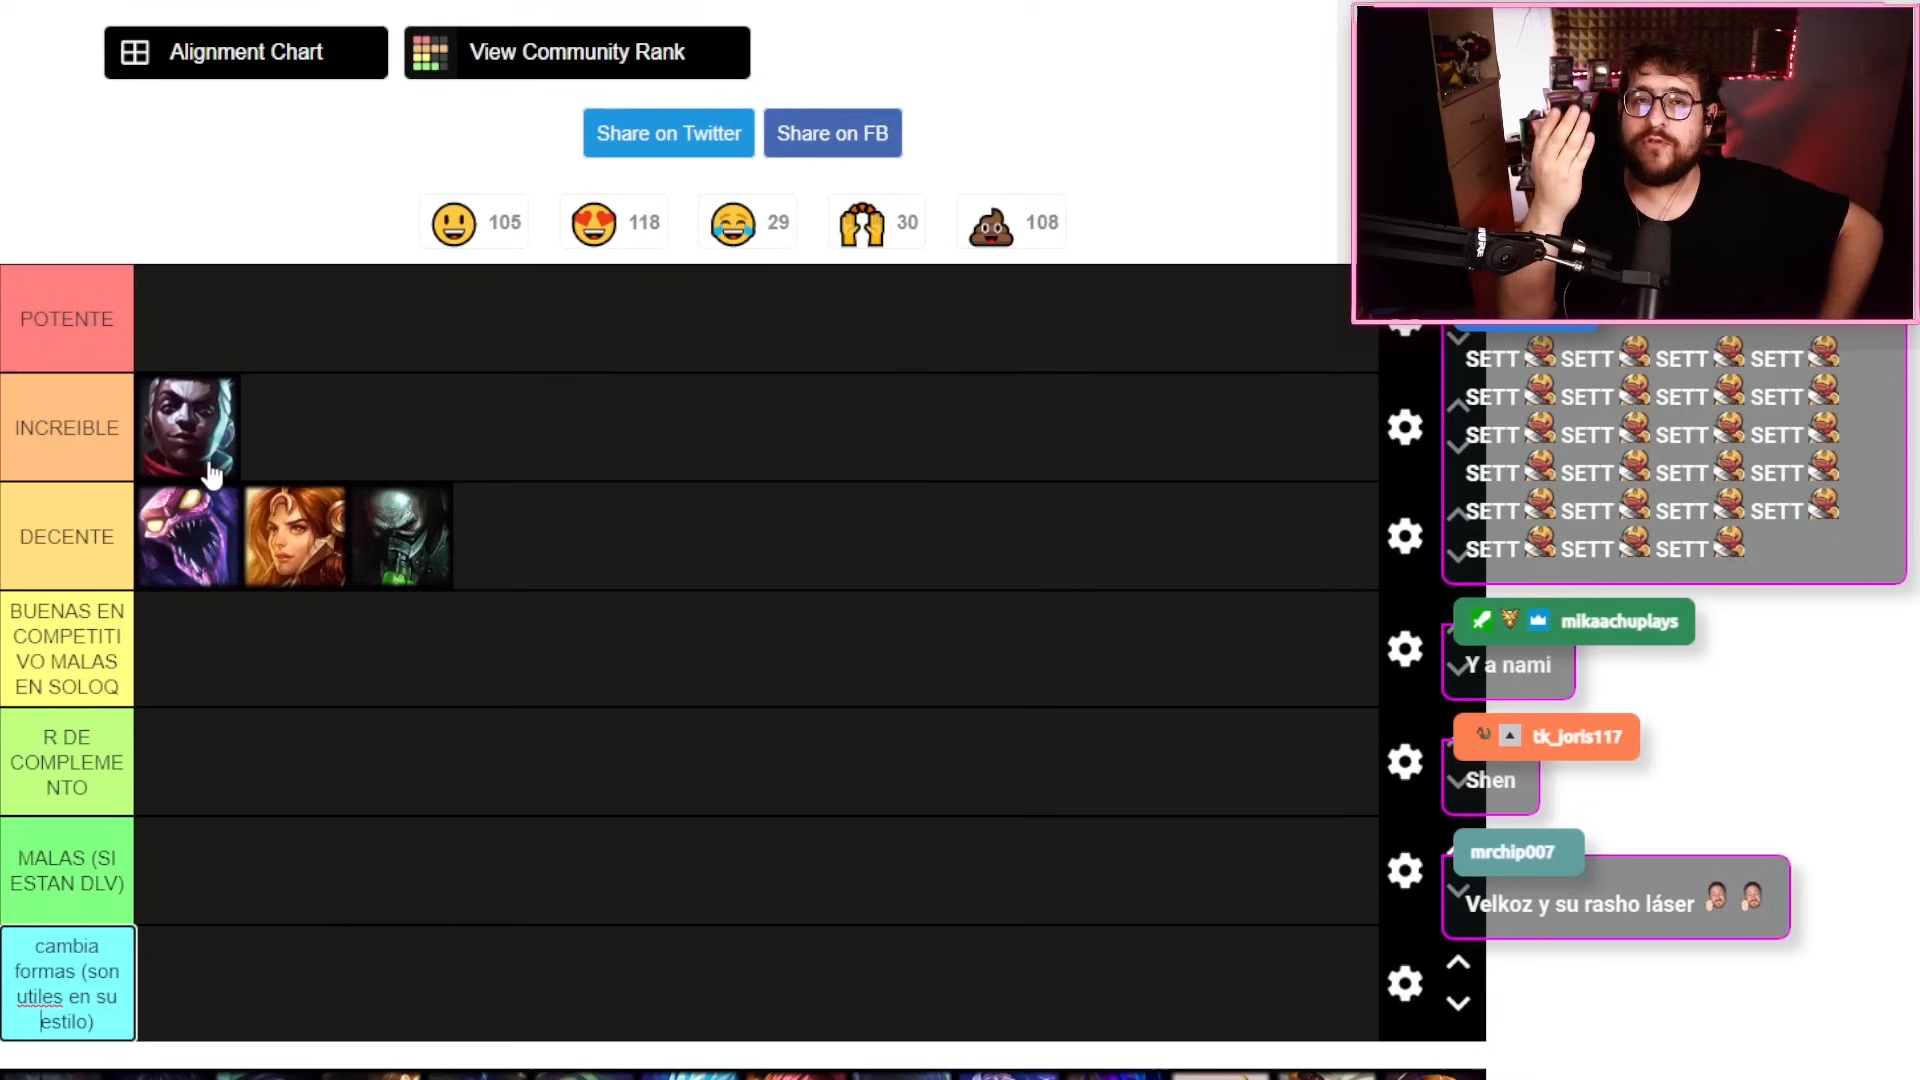 Alignment Chart
View Community Rank
Share on Twitter
Share on FB
105
118
29
30
108
POTENTE
INCREIBLE
DECENTE
BUENAS EN
COMPETITI
VO MALAS
EN SOLOQ
R DE
COMPLEME
NTO
MALAS (SI
ESTAN DLV)
cambia
formas (son
utiles en su
estilo)
SETT SETT SETT SETT
SETT SETT SETT SETT
SETT SETT SETT SETT
SETT SETT SETT SETT
SETT SETT SETT SETT
SETT SETT SETT
mikaachuplays
Y a nami
tk_joris117
Shen
mrchip007
Velkoz y su rasho láser